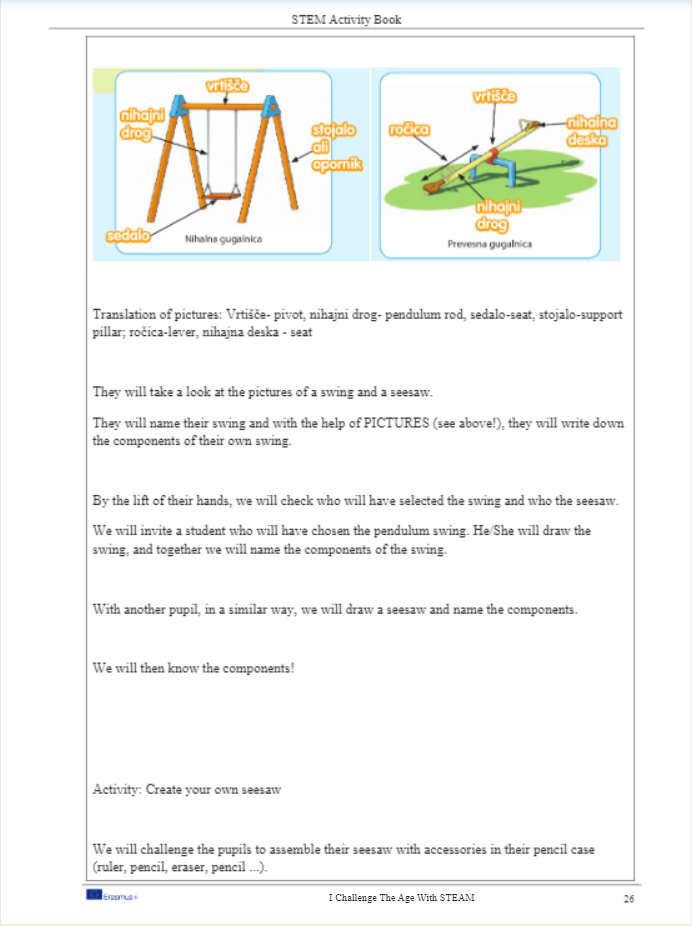 STEM Activity Book
vrtišče
nihajni
drog
stojalo
ali
opornik
sedalo
Nihalna gugalnica
vrtišče
ročica
nihalna
deska
nihajni
drog
Prevesna gugalnica
Translation of pictures: Vrtišče- pivot, nihajni drog- pendulum rod, sedalo-seat, stojalo-support
pillar; ročica-lever, nihajna deska - seat
They will take a look at the pictures of a swing and a seesaw.
They will name their swing and with the help of PICTURES (see above!), they will write down
the components of their own swing.
By the lift of their hands, we will check who will have selected the swing and who the seesaw.
We will invite a student who will have chosen the pendulum swing. He/She will draw the
swing, and together we will name the components of the swing.
With another pupil, in a similar way, we will draw a seesaw and name the components.
We will then know the components!
Activity: Create your own seesaw
We will challenge the pupils to assemble their seesaw with accessories in their pencil case
(ruler, pencil, eraser, pencil ...).
Erasmus+
I Challenge The Age With STEAM
26